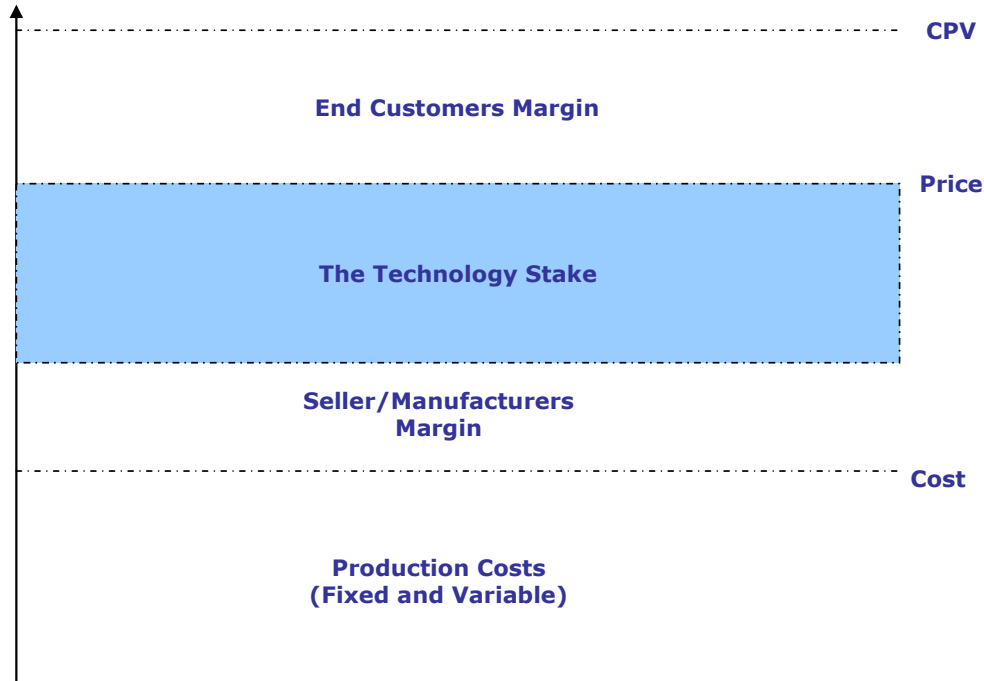 CPV
End Customers Margin
Price
The Technology Stake
Seller/Manufacturers
Margin
Cost
Production Costs
(Fixed and Variable)